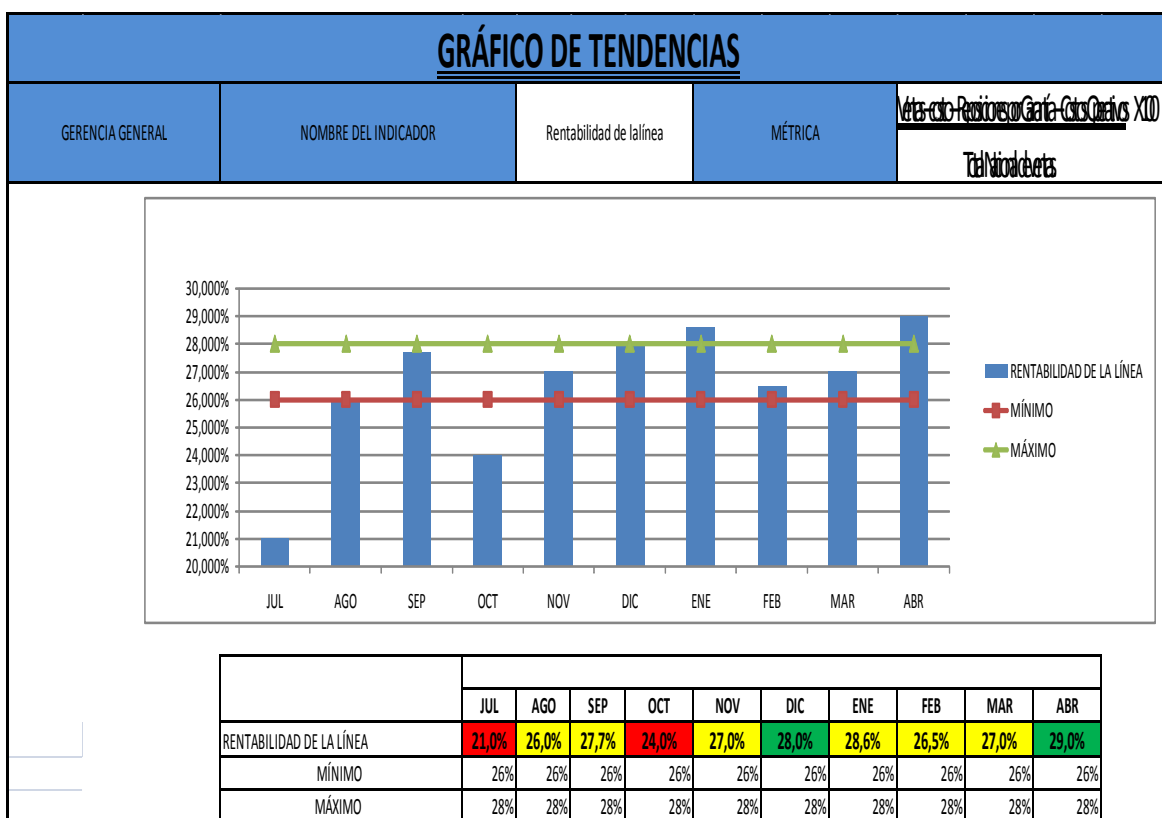 GRÁFICO DE TENDENCIAS
GERENCIA GENERAL NOMBRE DEL INDICADOR Rentabilidad de lalínea MÉTRICA
X100
30,000%
29,000%
28,000%
27,000%
26,000%
25,000%
24,000%
23,000%
22,000%
21,000%
20,000%
JUL AGO SEP OCT NOV DIC ENE FEB MAR ABR
RENTABILIDAD DE LA LÍNEA
MÍNIMO
MÁXIMO
JUL AGO SEP OCT NOV DIC ENE FEB MAR ABR
RENTABILIDAD DE LA LÍNEA 21,0% 26,0% 27,7% 24,0% 27,0% 28,0% 28,6% 26,5% 27,0% 29,0%
MÍNIMO 26% 26% 26% 26% 26% 26% 26% 26% 26% 26%
MÁXIMO 28% 28% 28% 28% 28% 28% 28% 28% 28% 28%